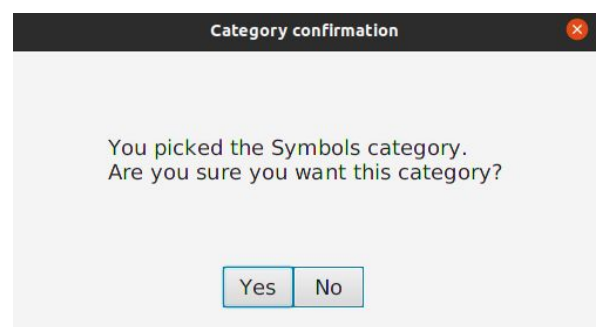 Category confirmation
You picked the Symbols category.
Are you sure you want this category?
Yes No